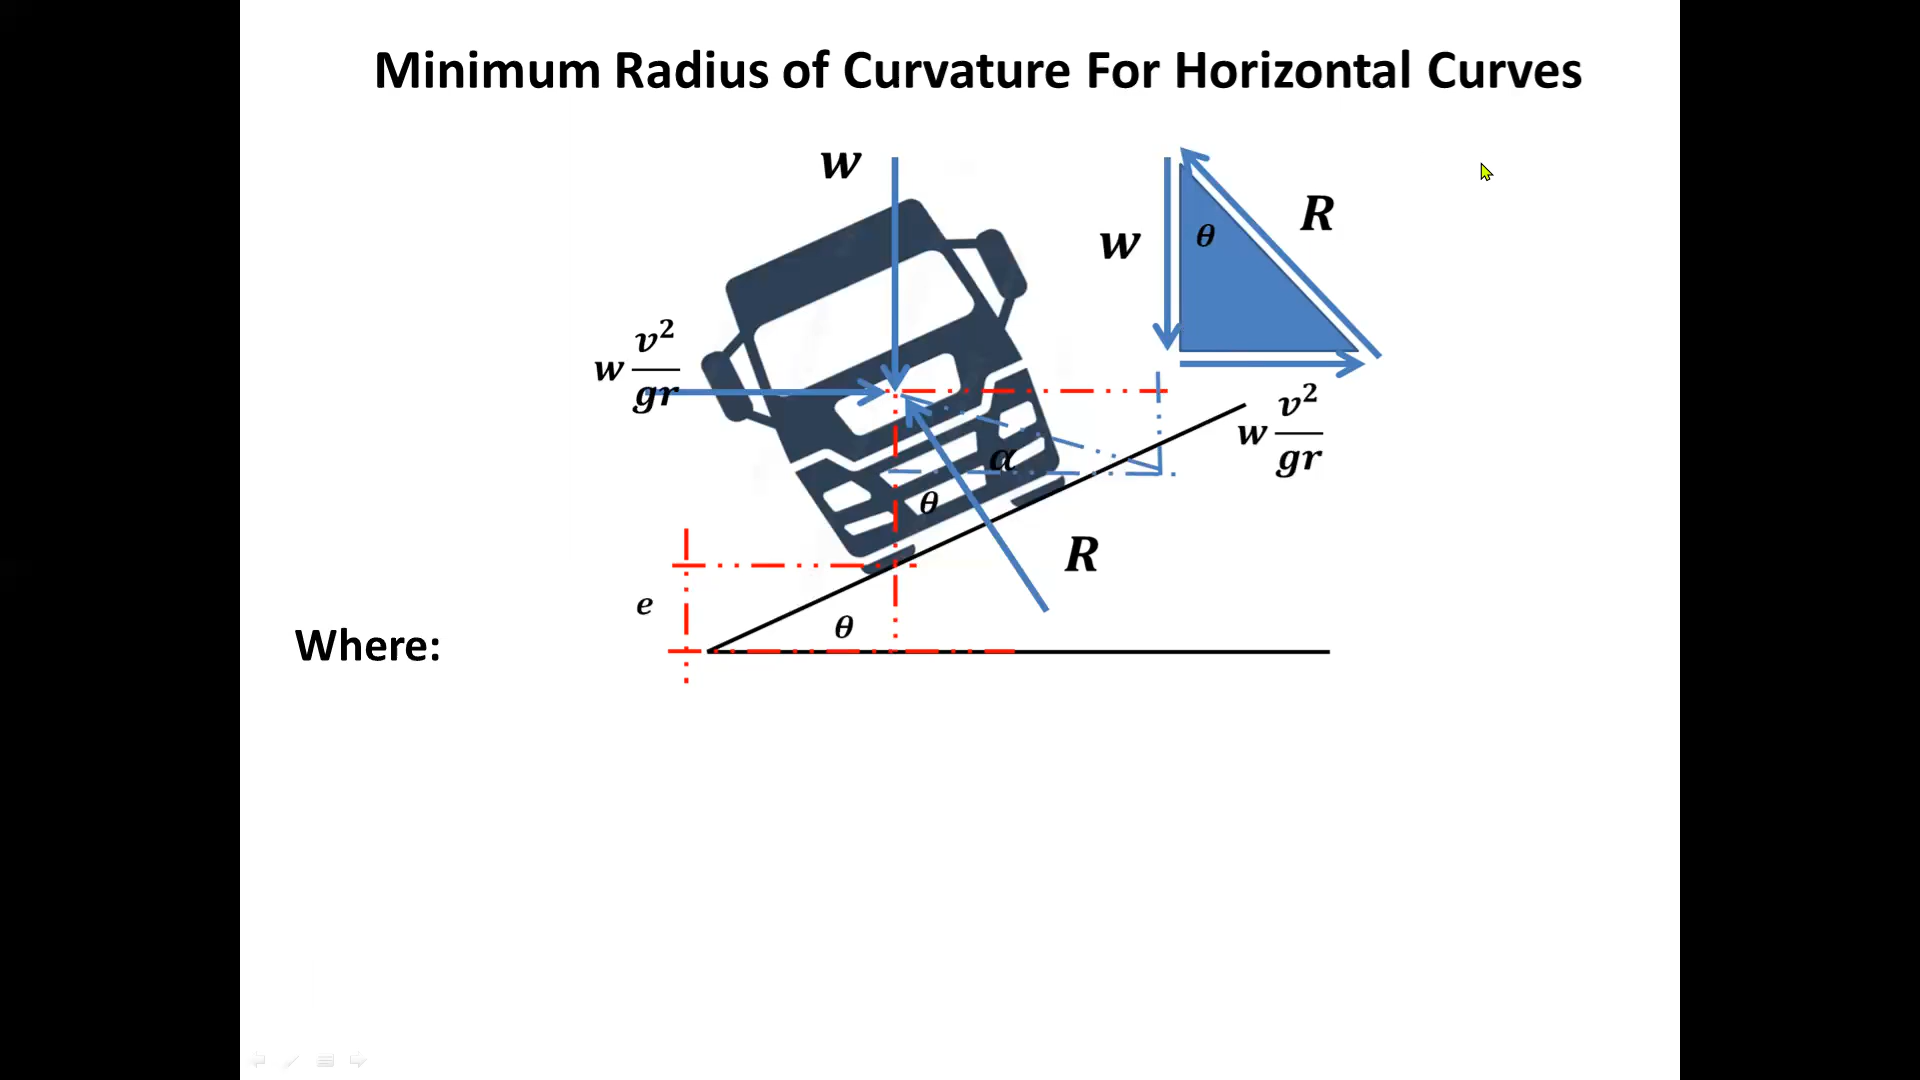 Minimum Radius of Curvature For Horizontal Curves
w
R
w
θ
w v²/gr
w v²/gr
α
θ
R
e
θ
Where: